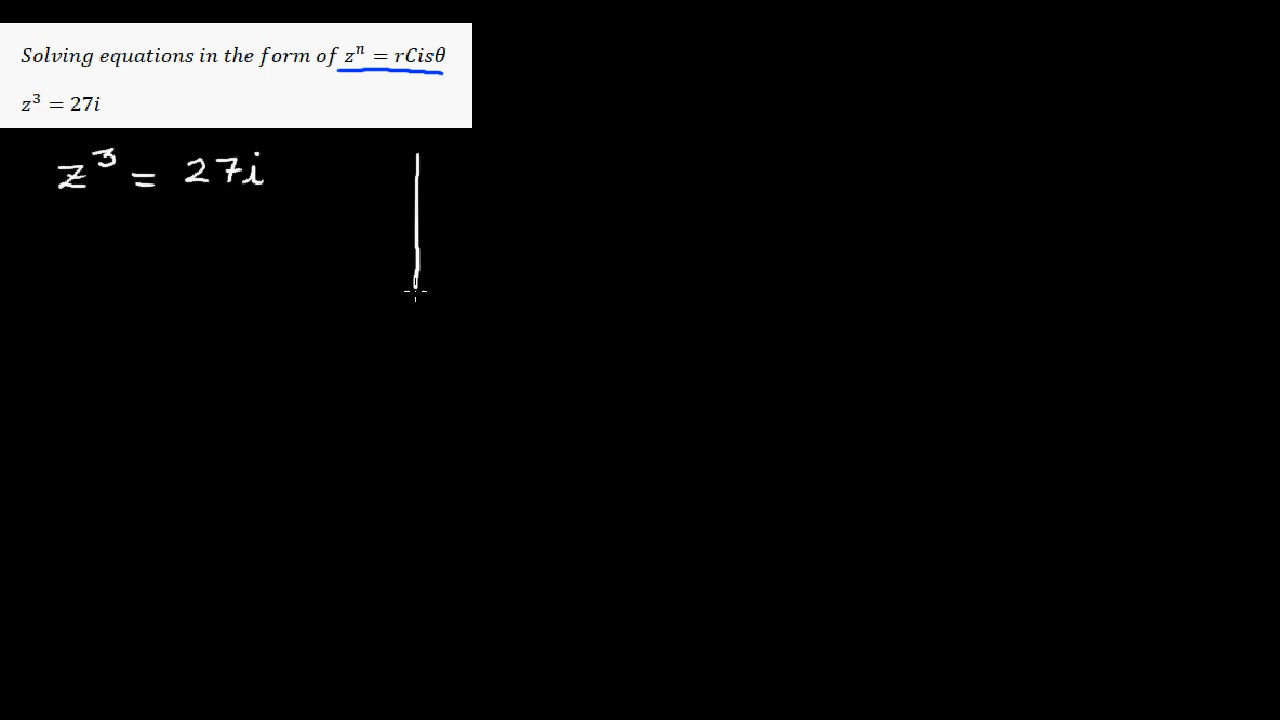 Solving equations in the form of zⁿ = rCisθ
z³ = 27i
z³ = 27i